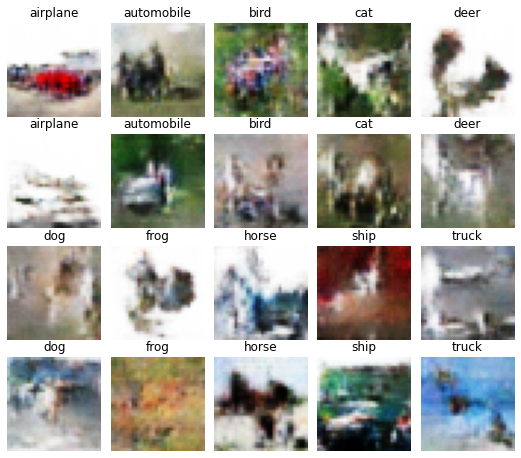 airplane automobile bird cat deer
airplane automobile bird cat deer
dog frog horse ship truck
dog frog horse ship truck